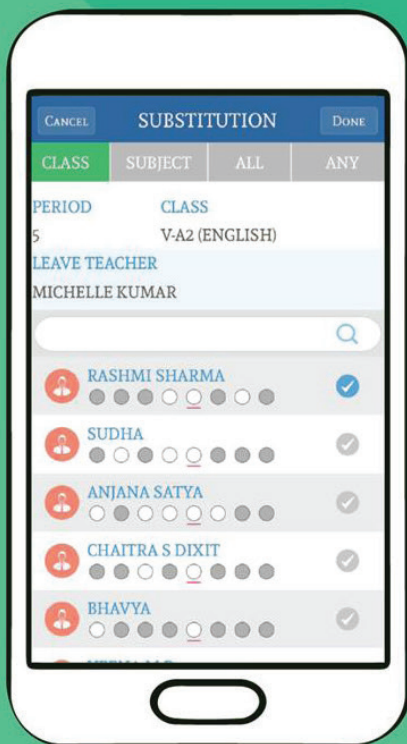 CANCEL SUBSTITUTION DONE
CLASS SUBJECT ALL ANY
PERIOD CLASS
5 V-A2 (ENGLISH)
LEAVE TEACHER
MICHELLE KUMAR
RASHMI SHARMA
SUDHA
ANJANA SATYA
CHAITRA S DIXIT
BHAVYA